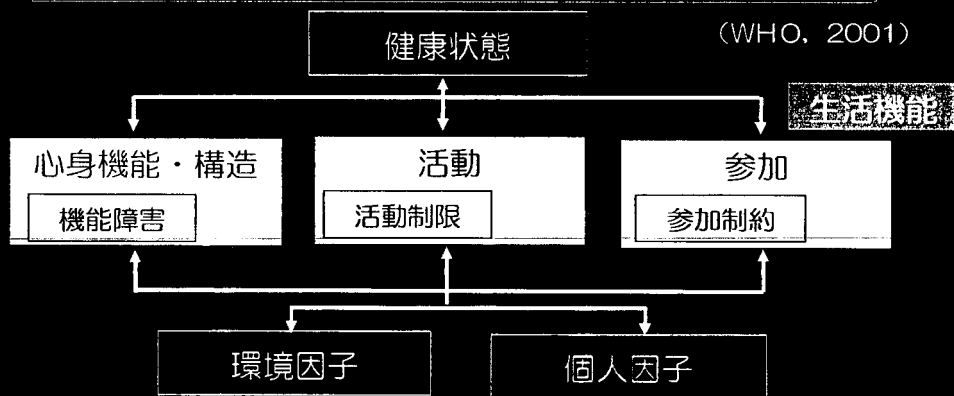 (WHO, 2001)
健康状態
生活機能
心身機能・構造
活動
参加
機能障害
活動制限
参加制約
環境因子
個人因子